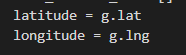 latitude = g.lat
longitude = g.lng